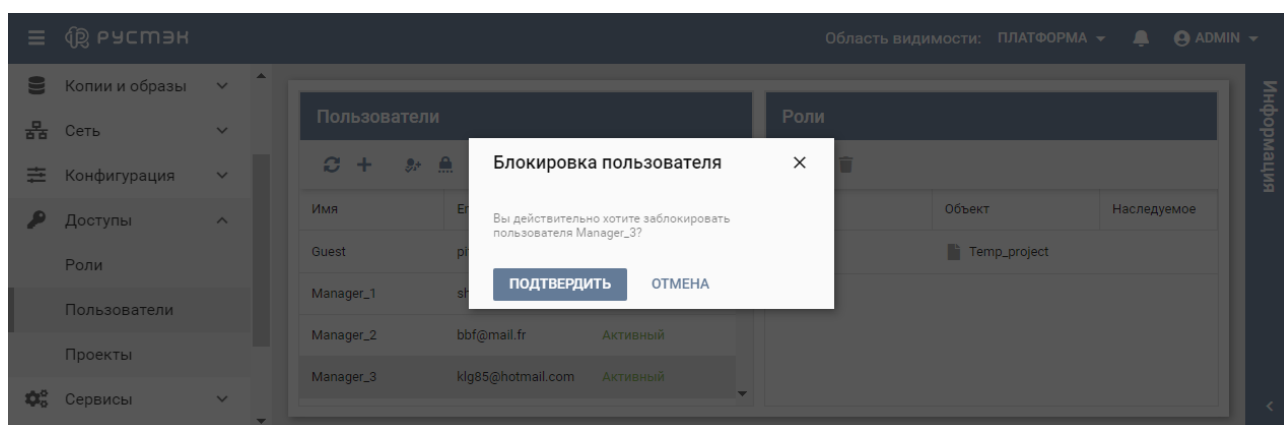 РУСТЭК
Область видимости: ПЛАТФОРМА
ADMIN
Копии и образы
Сеть
Конфигурация
Доступы
Роли
Пользователи
Проекты
Сервисы
Пользователи
Роли
Блокировка пользователя
Вы действительно хотите заблокировать
пользователя Manager_3?
ПОДТВЕРДИТЬ ОТМЕНА
Имя
Объект Наследуемое
Guest
Temp_project
Manager_1
Manager_2 bbf@mail.fr Активный
Manager_3 klg85@hotmail.com Активный
Информация